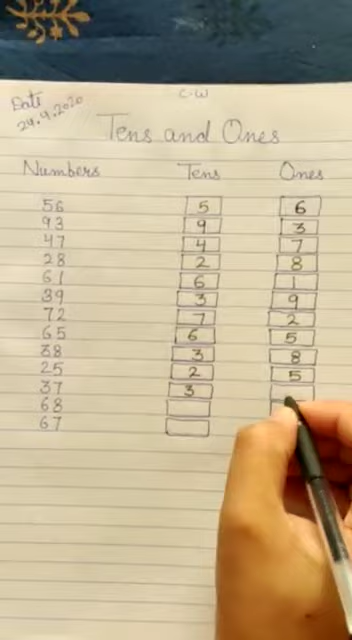 C-W
Date
29.9.2020
Tens and Ones
Numbers Tens Ones
56 5 6
93 9 3
47 4 7
28 2 8
61 6 1
39 3 9
72 7 2
65 6 5
38 3 8
25 2 5
37 3
68
67